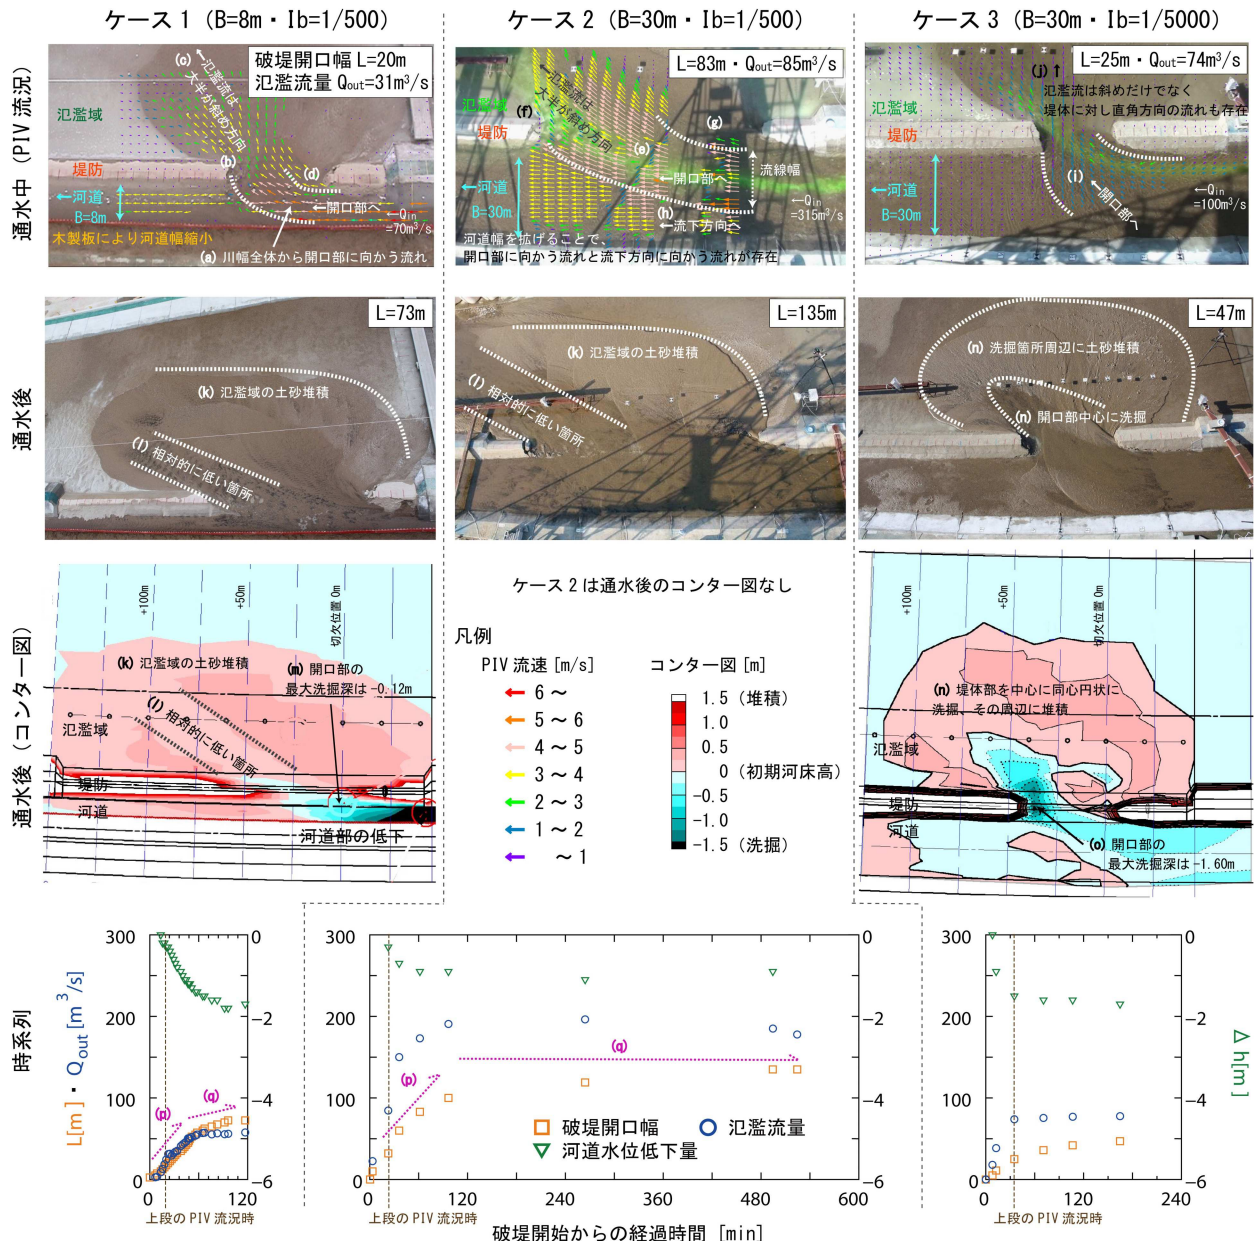 ケース 1（B=8m・Ib=1/500）
ケース 2（B=30m・Ib=1/500）
ケース 3（B=30m・Ib=1/5000）
通水中（PIV 流況）
破堤開口幅 L=20m
氾濫流量 Qout=31m³/s
(c)
氾濫流は
大半が斜め方向
氾濫域
(b)
(d)
堤防
←河道
B=8m
←開口部へ
←Qin
=70m³/s
木製板により河道幅縮小
(a) 川幅全体から開口部に向かう流れ
L=83m・Qout=85m³/s
氾濫流は
大半が斜め方向
氾濫域
(f)
堤防
(g)
(e)
流線幅
←河道
B=30m
←開口部へ
(h)
←Qin
=315m³/s
←流下方向へ
河道幅を拡げることで、
開口部に向かう流れと流下方向に向かう流れが存在
L=25m・Qout=74m³/s
(j)↑
氾濫流は斜めだけでなく
堤体に対し直角方向の流れも存在
氾濫域
堤防
(i)
←河道
B=30m
←開口部へ
←Qin
=100m³/s
通水後
L=73m
(k) 氾濫域の土砂堆積
(l) 相対的に低い箇所
L=135m
(k) 氾濫域の土砂堆積
(l) 相対的に低い箇所
L=47m
(n) 洗掘箇所周辺に土砂堆積
(n) 開口部中心に洗掘
通水後（コンター図）
+100m
+50m
切欠位置 0m
(k) 氾濫域の土砂堆積
(m) 開口部の
最大洗掘深は -0.12m
(l) 相対的に低い箇所
氾濫域
堤防
河道
河道部の低下
ケース 2 は通水後のコンター図なし
凡例
PIV 流速 [m/s]
6 ～
5 ～ 6
4 ～ 5
3 ～ 4
2 ～ 3
1 ～ 2
～ 1
コンター図 [m]
1.5（堆積）
1.0
0.5
0（初期河床高）
-0.5
-1.0
-1.5（洗掘）
+100m
+50m
切欠位置 0m
(n) 堤体部を中心に同心円状に
洗掘、その周辺に堆積
氾濫域
堤防
河道
(o) 開口部の
最大洗掘深は -1.60m
時系列
L[m]・Qout[m³/s]
300
200
100
0
0
−2
−4
−6
(p)
(q)
0
60
120
上段の PIV 流況時
300
200
100
0
0
−2
−4
−6
(p)
(q)
破堤開口幅
氾濫流量
河道水位低下量
0
120
240
360
480
600
上段の PIV 流況時
破堤開始からの経過時間 [min]
300
200
100
0
0
−2
−4
−6
Δh[m]
0
120
240
上段の PIV 流況時